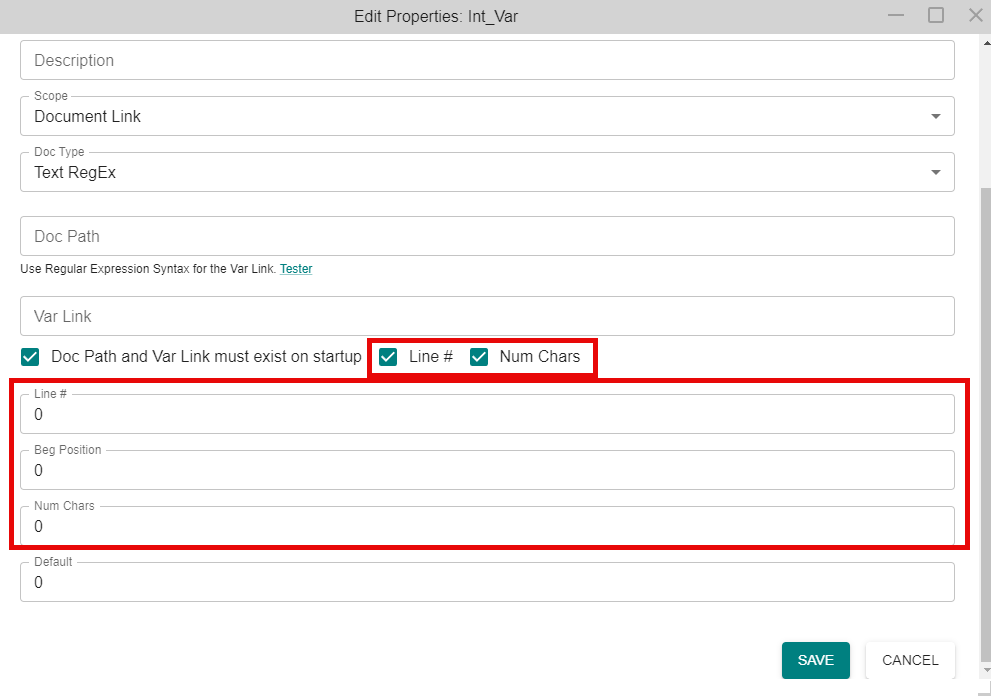 Edit Properties: Int_Var
Description
Scope
Document Link
Doc Type
Text RegEx
Doc Path
Use Regular Expression Syntax for the Var Link. Tester
Var Link
Doc Path and Var Link must exist on startup Line # Num Chars
Line #
0
Beg Position
0
Num Chars
0
Default
0
SAVE CANCEL